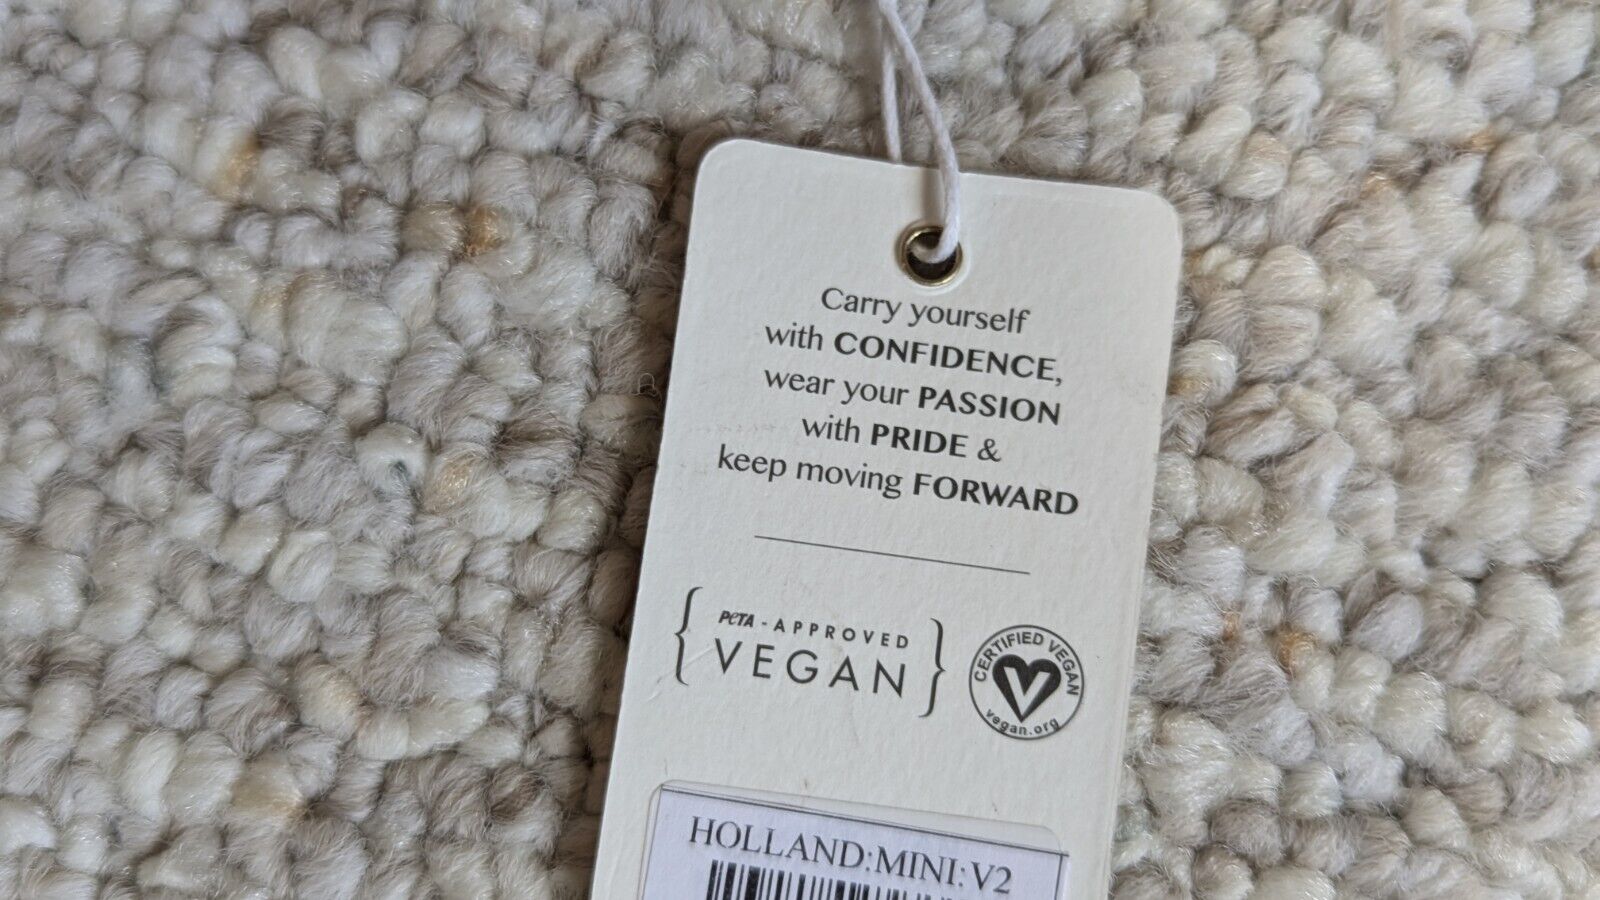 Carry yourself
with CONFIDENCE,
wear your PASSION
with PRIDE &
keep moving FORWARD
PeTA - APPROVED
VEGAN
CERTIFIED VEGAN
vegan.org
HOLLAND:MINI:V2